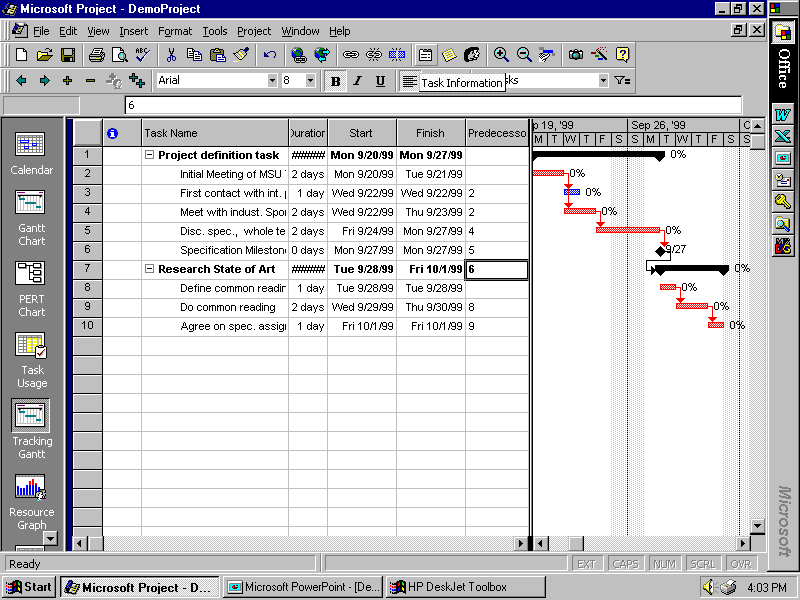 Microsoft Project - DemoProject
File Edit View Insert Format Tools Project Window Help
Arial 8 B I U
Task Information
6
Office
Calendar
Gantt
Chart
PERT
Chart
Task
Usage
Tracking
Gantt
Resource
Graph
Task Name Duration Start Finish Predecesso
p 19, '99 Sep 26, '99
M T W T F S S M T W T F S S
1 Project definition task ####### Mon 9/20/99 Mon 9/27/99 0%
2 Initial Meeting of MSU 2 days Mon 9/20/99 Tue 9/21/99 0%
3 First contact with int. p 1 day Wed 9/22/99 Wed 9/22/99 2 0%
4 Meet with indust. Spo 2 days Wed 9/22/99 Thu 9/23/99 2 0%
5 Disc. spec., whole te 2 days Fri 9/24/99 Mon 9/27/99 4 0%
6 Specification Mileston 0 days Mon 9/27/99 Mon 9/27/99 5 9/27
7 Research State of Art ####### Tue 9/28/99 Fri 10/1/99 6 0%
8 Define common readin 1 day Tue 9/28/99 Tue 9/28/99 0%
9 Do common reading 2 days Wed 9/29/99 Thu 9/30/99 8 0%
10 Agree on spec. assig 1 day Fri 10/1/99 Fri 10/1/99 9 0%
Microsoft
Ready EXT CAPS NUM SCRL OVR
Start Microsoft Project - D... Microsoft PowerPoint - [De... HP DeskJet Toolbox 4:03 PM